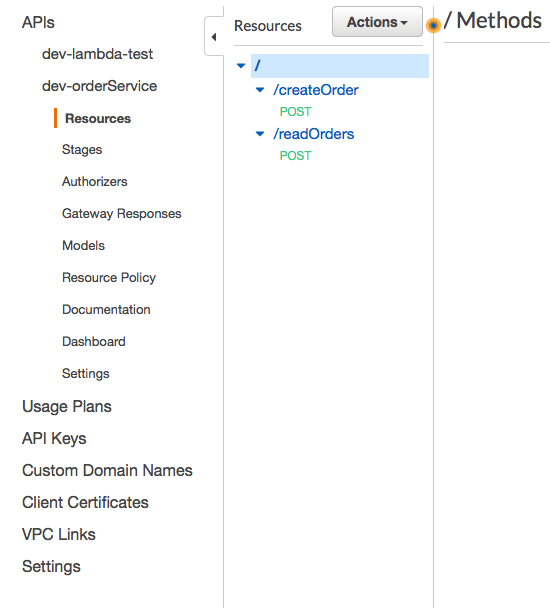 APIs
dev-lambda-test
dev-orderService
Resources
Stages
Authorizers
Gateway Responses
Models
Resource Policy
Documentation
Dashboard
Settings
Usage Plans
API Keys
Custom Domain Names
Client Certificates
VPC Links
Settings
Resources
Actions
/
/createOrder
POST
/readOrders
POST
/ Methods